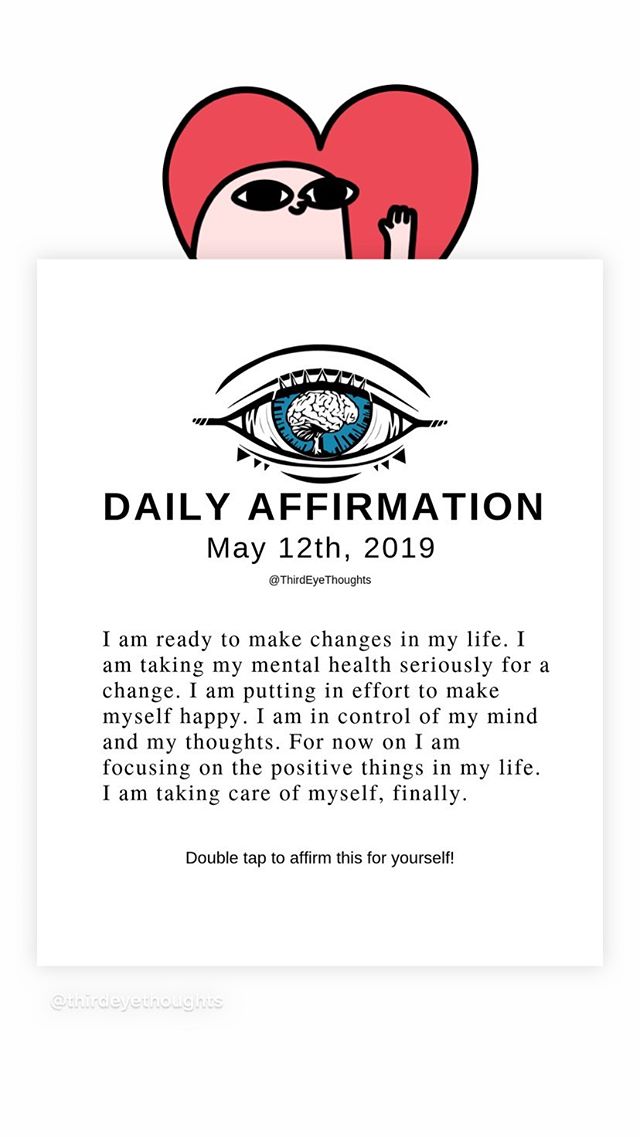 DAILY AFFIRMATION
May 12th, 2019
@ThirdEyeThoughts
I am ready to make changes in my life. I
am taking my mental health seriously for a
change. I am putting in effort to make
myself happy. I am in control of my mind
and my thoughts. For now on I am
focusing on the positive things in my life.
I am taking care of myself, finally.
Double tap to affirm this for yourself!
@thirdeyethoughts